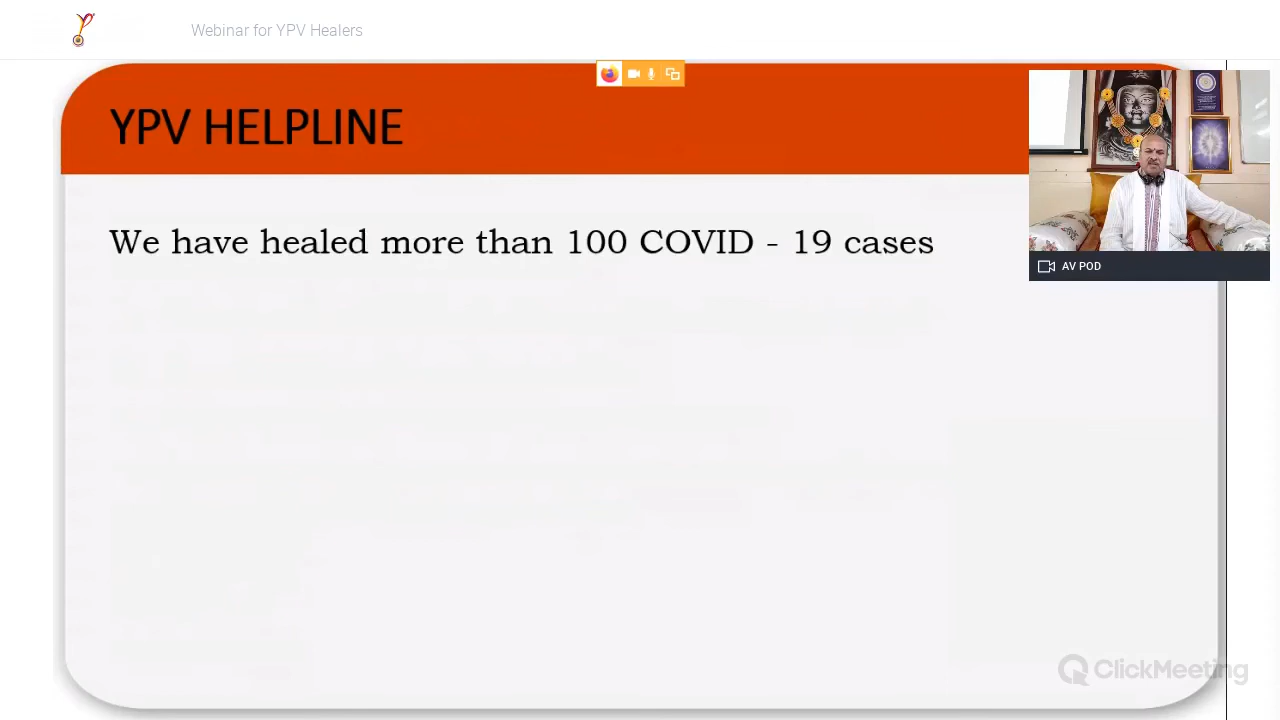 Webinar for YPV Healers
YPV HELPLINE
We have healed more than 100 COVID - 19 cases
AV POD
ClickMeeting